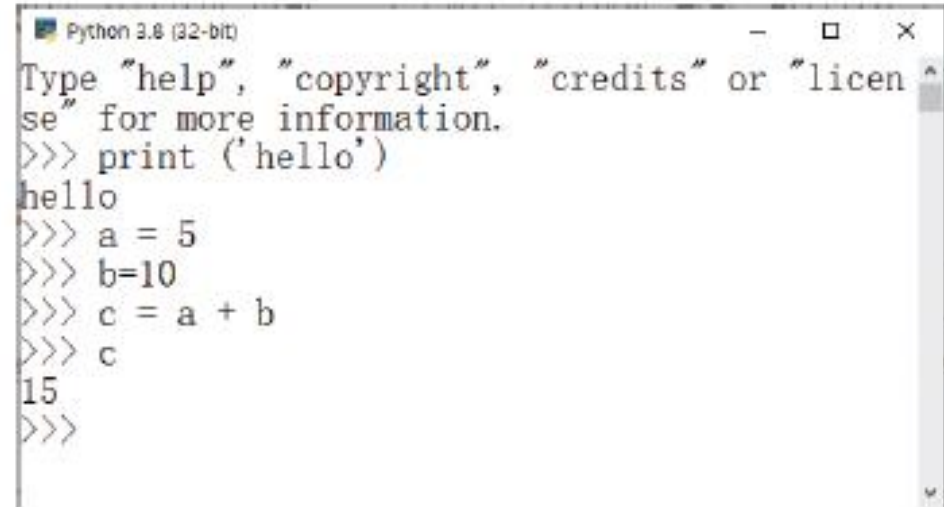 Python 3.8 (32-bit)
Type "help", "copyright", "credits" or "licen
se" for more information.
>>> print ('hello')
hello
>>> a = 5
>>> b=10
>>> c = a + b
>>> c
15
>>>